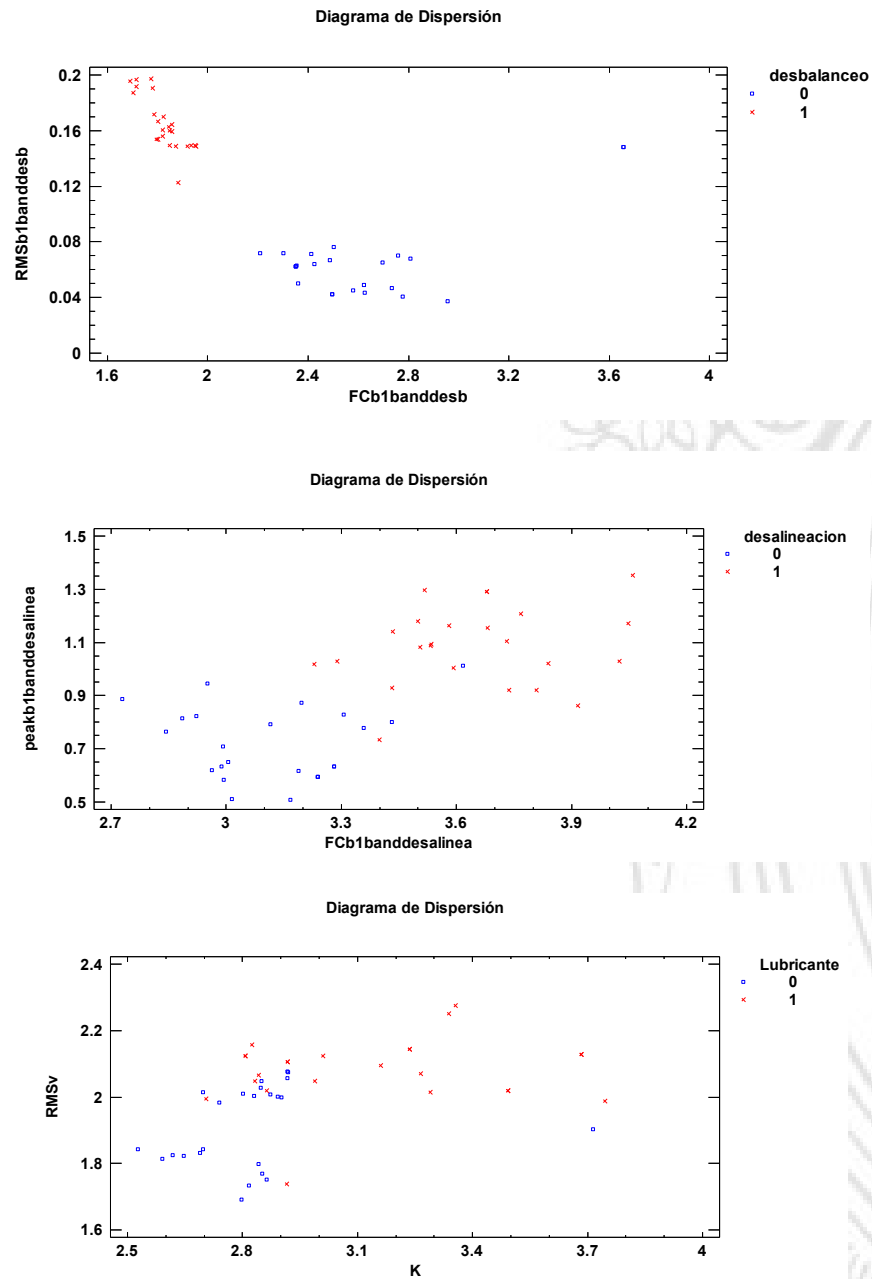 Diagrama de Dispersión
0.2
0.16
0.12
0.08
0.04
0
RMSb1banddesb
1.6 2 2.4 2.8 3.2 3.6 4
FCb1banddesb
desbalanceo
0
1
Diagrama de Dispersión
1.5
1.3
1.1
0.9
0.7
0.5
peakb1banddesalinea
2.7 3 3.3 3.6 3.9 4.2
FCb1banddesalinea
desalineacion
0
1
Diagrama de Dispersión
2.4
2.2
2
1.8
1.6
RMSv
2.5 2.8 3.1 3.4 3.7 4
K
Lubricante
0
1